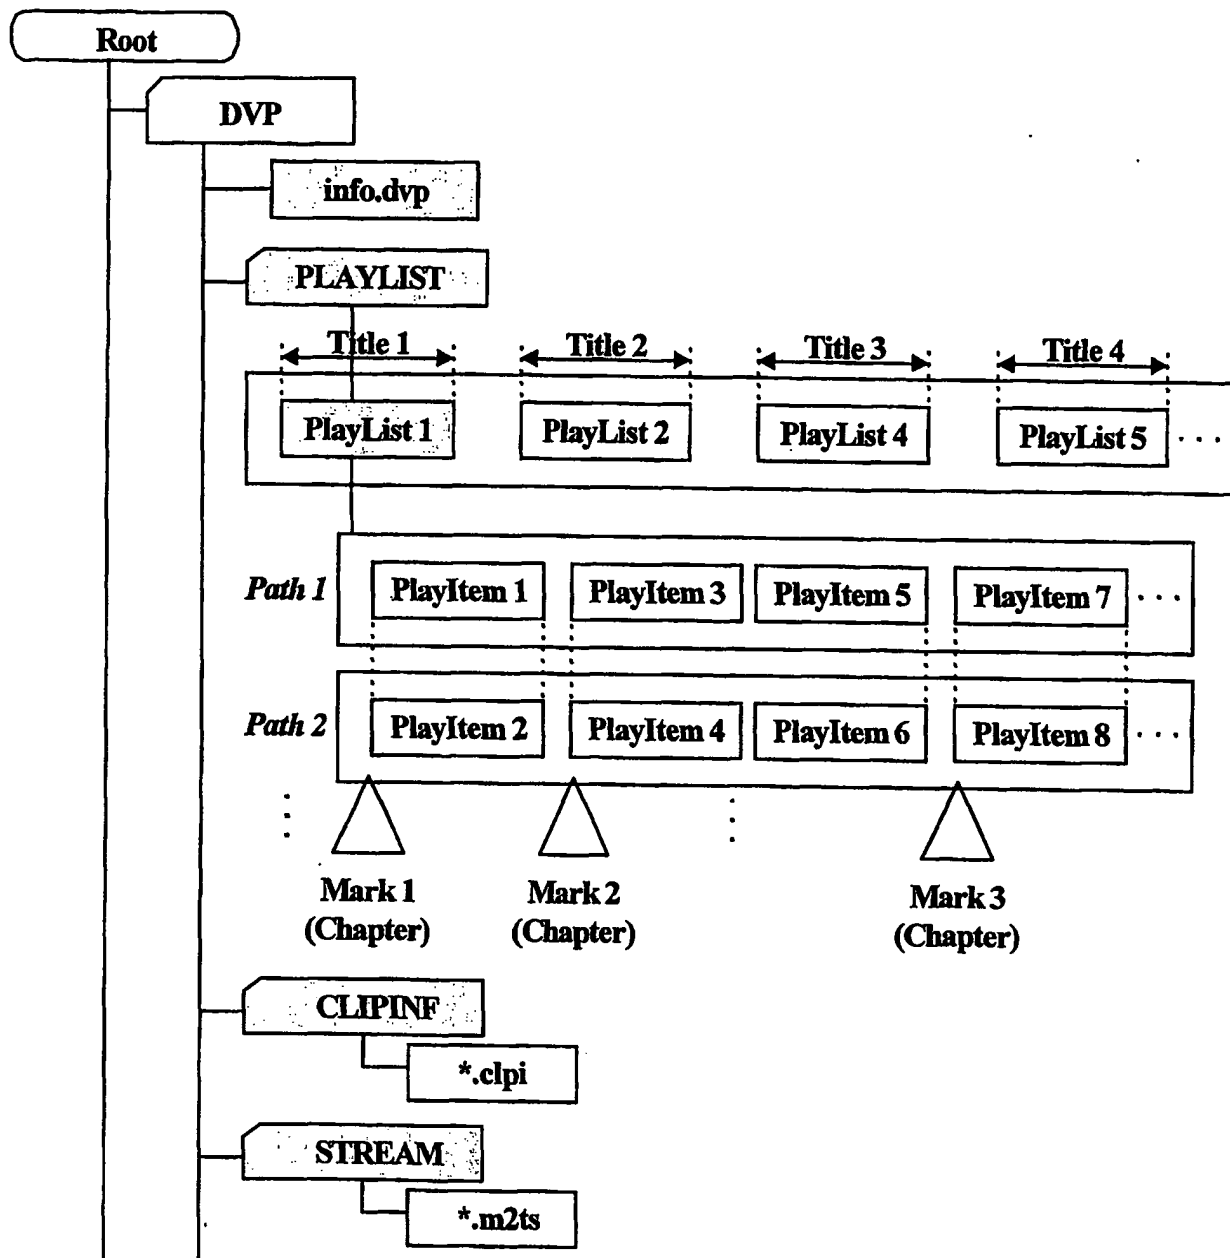 Root
DVP
info.dvp
PLAYLIST
Title 1 Title 2 Title 3 Title 4
PlayList 1 PlayList 2 PlayList 4 PlayList 5 . . .
Path 1 PlayItem 1 PlayItem 3 PlayItem 5 PlayItem 7 . . .
Path 2 PlayItem 2 PlayItem 4 PlayItem 6 PlayItem 8 . . .
Mark 1 Mark 2 Mark 3
(Chapter) (Chapter) (Chapter)
CLIPINF
*.clpi
STREAM
*.m2ts